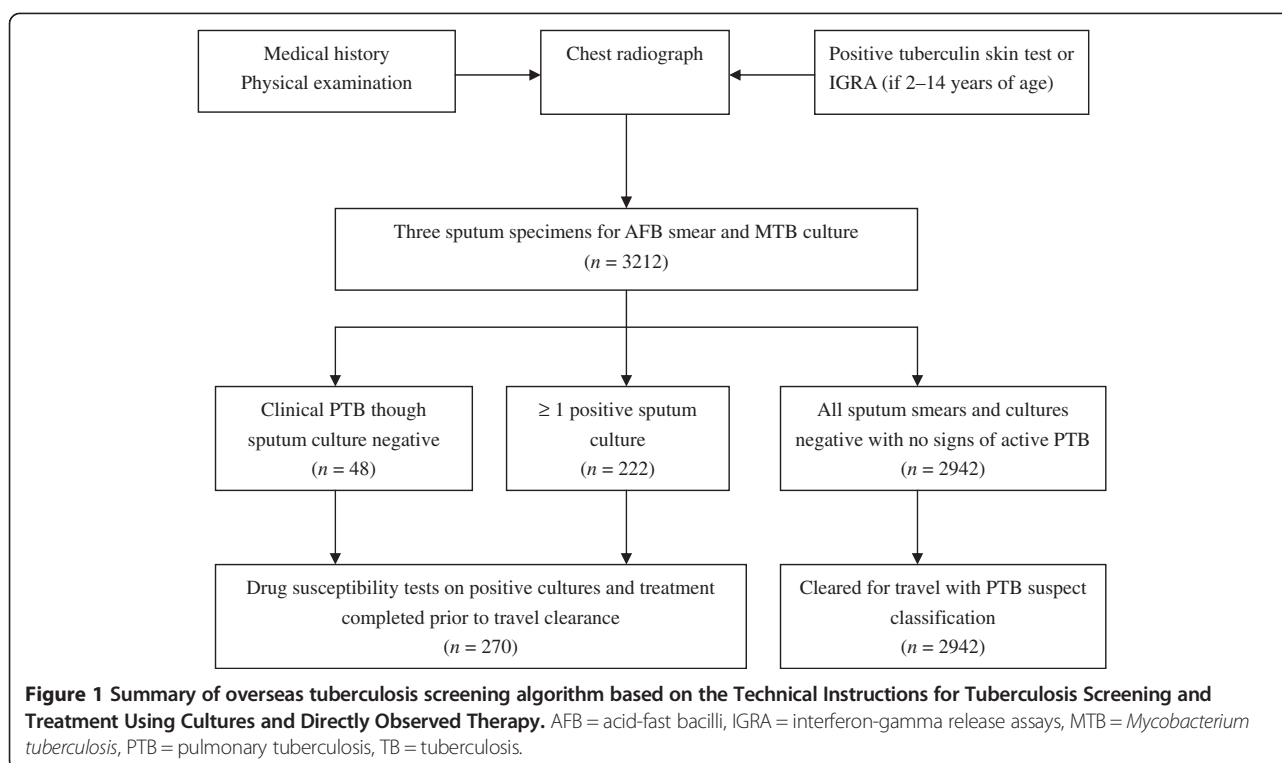 Medical history
Physical examination
Chest radiograph
Positive tuberculin skin test or
IGRA (if 2–14 years of age)
Three sputum specimens for AFB smear and MTB culture
(n = 3212)
Clinical PTB though
sputum culture negative
(n = 48)
≥ 1 positive sputum
culture
(n = 222)
All sputum smears and cultures
negative with no signs of active PTB
(n = 2942)
Drug susceptibility tests on positive cultures and treatment
completed prior to travel clearance
(n = 270)
Cleared for travel with PTB suspect
classification
(n = 2942)
Figure 1 Summary of overseas tuberculosis screening algorithm based on the Technical Instructions for Tuberculosis Screening and
Treatment Using Cultures and Directly Observed Therapy. AFB = acid-fast bacilli, IGRA = interferon-gamma release assays, MTB = Mycobacterium
tuberculosis, PTB = pulmonary tuberculosis, TB = tuberculosis.